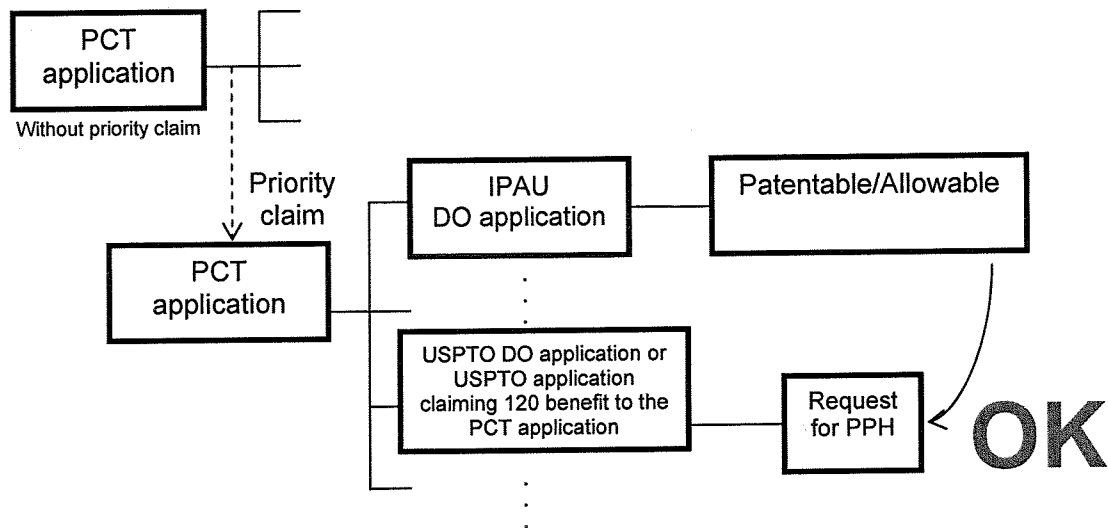 PCT
application
Without priority claim
Priority
claim
PCT
application
IPAU
DO application
Patentable/Allowable
USPTO DO application or
USPTO application
claiming 120 benefit to the
PCT application
Request
for PPH
OK